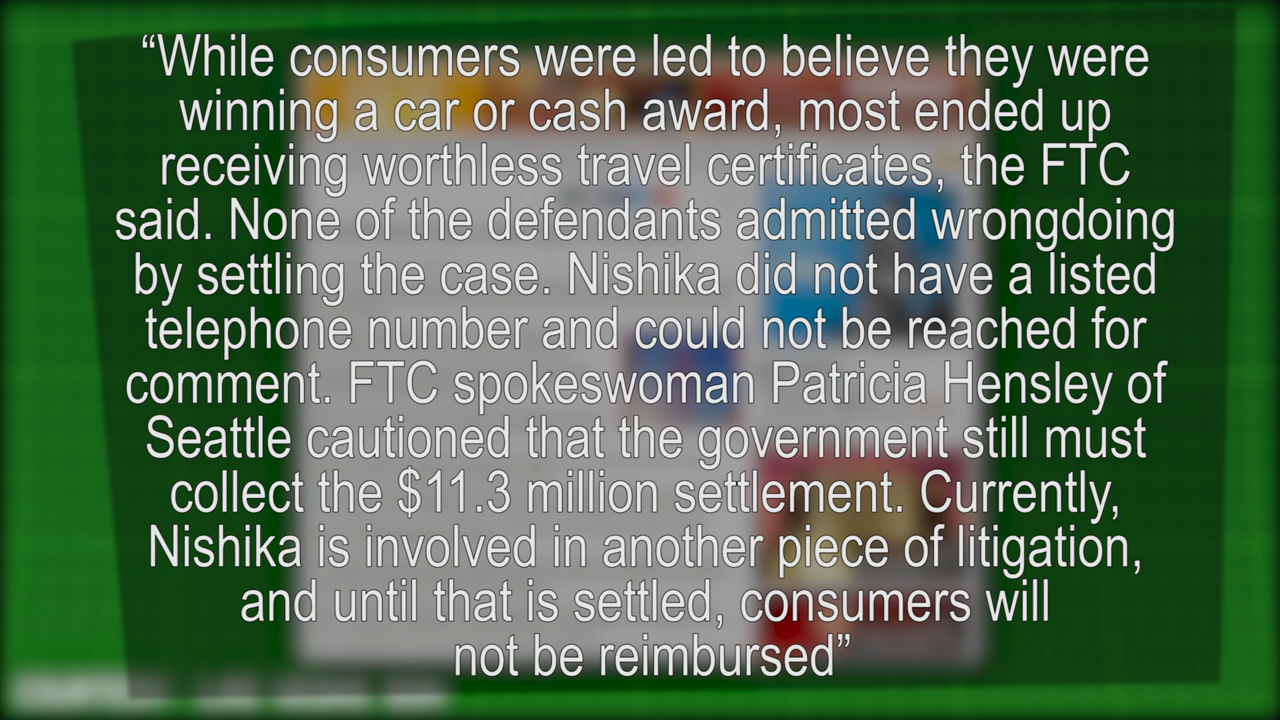 “While consumers were led to believe they were
winning a car or cash award, most ended up
receiving worthless travel certificates, the FTC
said. None of the defendants admitted wrongdoing
by settling the case. Nishika did not have a listed
telephone number and could not be reached for
comment. FTC spokeswoman Patricia Hensley of
Seattle cautioned that the government still must
collect the $11.3 million settlement. Currently,
Nishika is involved in another piece of litigation,
and until that is settled, consumers will
not be reimbursed”